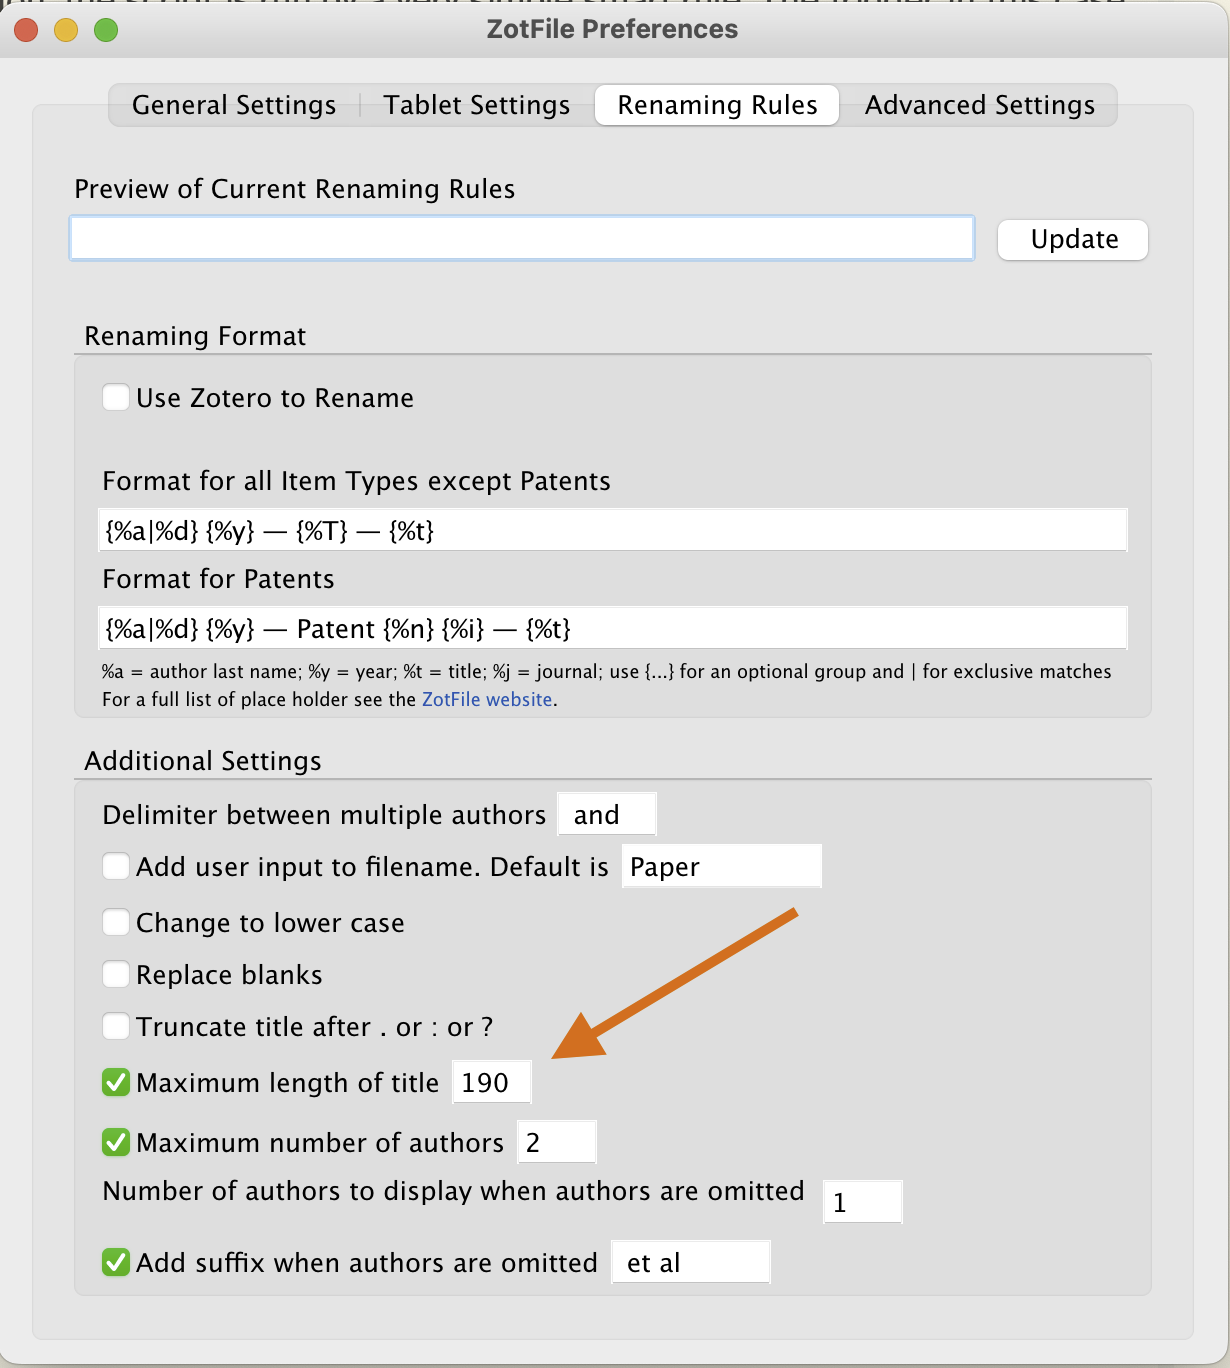 ZotFile Preferences
General Settings Tablet Settings Renaming Rules Advanced Settings
Preview of Current Renaming Rules
Update
Renaming Format
Use Zotero to Rename
Format for all Item Types except Patents
{%a|%d} {%y} — {%T} — {%t}
Format for Patents
{%a|%d} {%y} — Patent {%n} {%i} — {%t}
%a = author last name; %y = year; %t = title; %j = journal; use {...} for an optional group and | for exclusive matches
For a full list of place holder see the ZotFile website.
Additional Settings
Delimiter between multiple authors and
Add user input to filename. Default is Paper
Change to lower case
Replace blanks
Truncate title after . or : or ?
Maximum length of title 190
Maximum number of authors 2
Number of authors to display when authors are omitted 1
Add suffix when authors are omitted et al